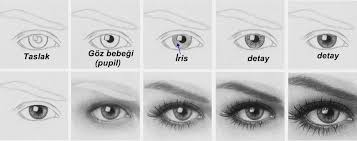 Taslak
Göz bebeği
(pupil)
İris
detay
detay